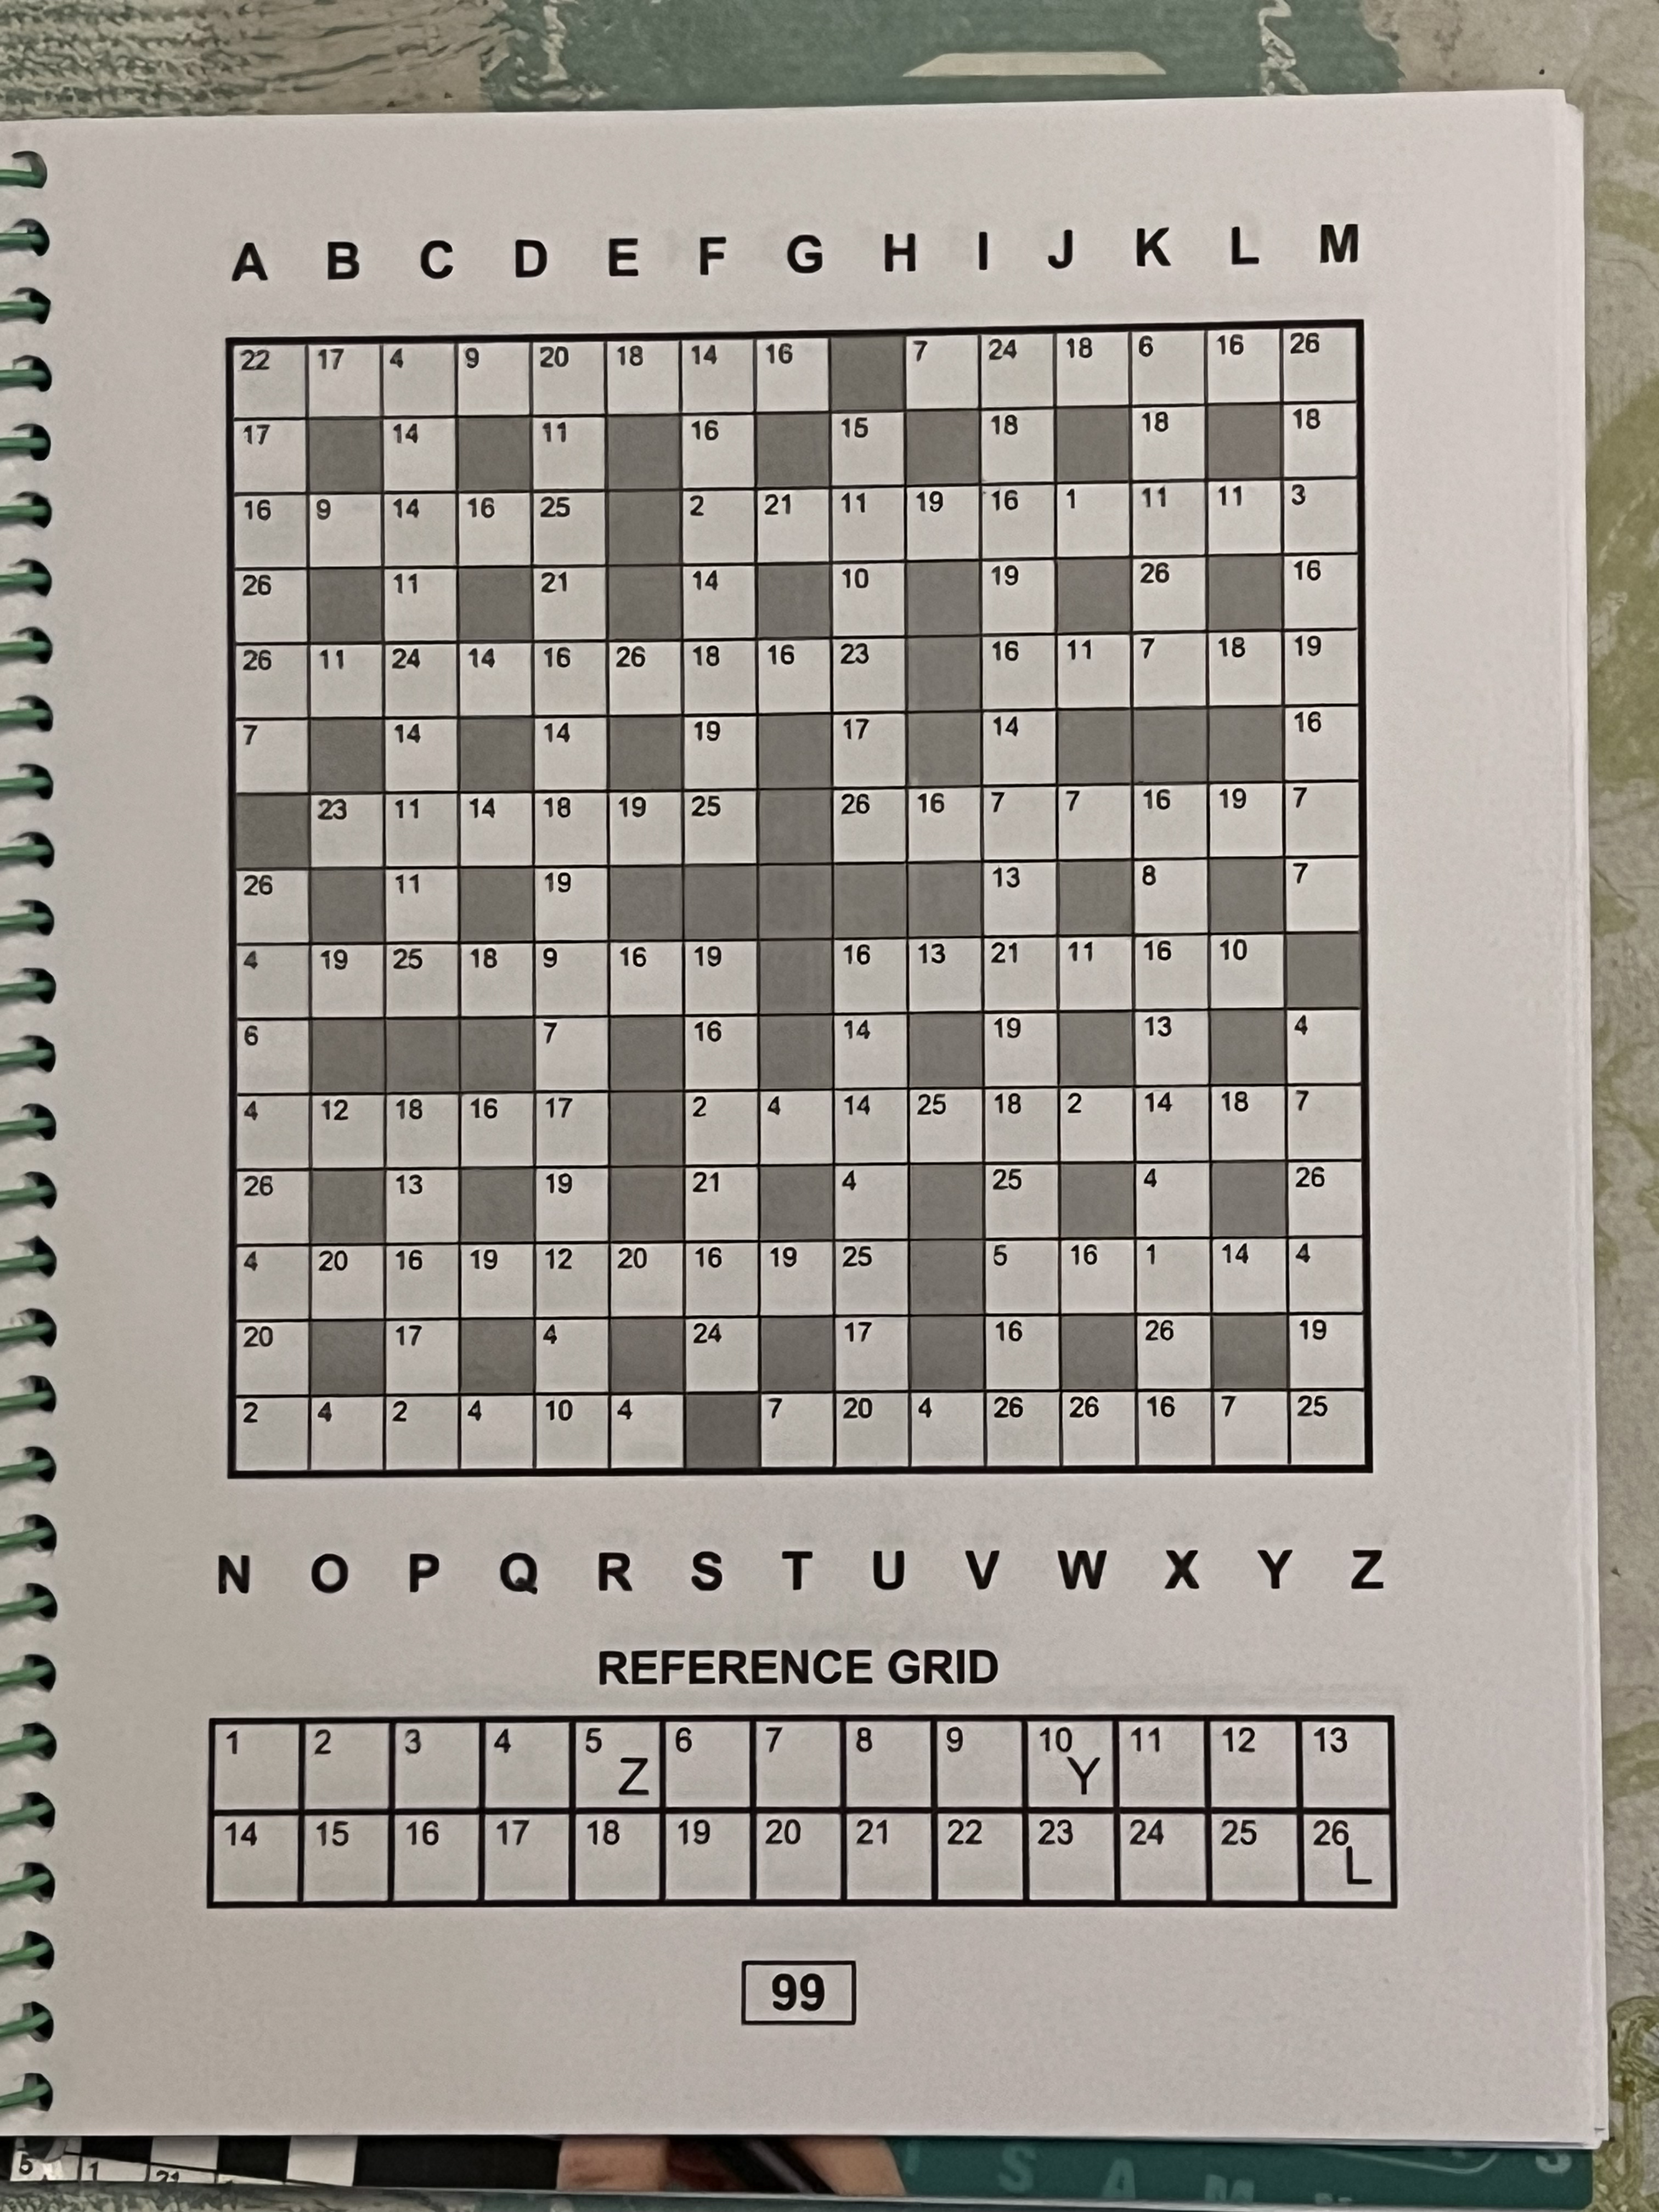 A B C D E F G H I J K L M
22 17 4 9 20 18 14 16 7 24 18 6 16 26
17 14 11 16 15 18 18 18
16 9 14 16 25 2 21 11 19 16 1 11 11 3
26 11 21 14 10 19 26 16
26 11 24 14 16 26 18 16 23 16 11 7 18 19
7 14 14 19 17 14 16
23 11 14 18 19 25 26 16 7 7 16 19 7
26 11 19 13 8 7
4 19 25 18 9 16 19 16 13 21 11 16 10
6 7 16 14 19 13 4
4 12 18 16 17 2 4 14 25 18 2 14 18 7
26 13 19 21 4 25 4 26
4 20 16 19 12 20 16 19 25 5 16 1 14 4
20 17 4 24 17 16 26 19
2 4 2 4 10 4 7 20 4 26 26 16 7 25
N O P Q R S T U V W X Y Z
REFERENCE GRID
1 2 3 4 5 Z 6 7 8 9 10 Y 11 12 13
14 15 16 17 18 19 20 21 22 23 24 25 26 L
99